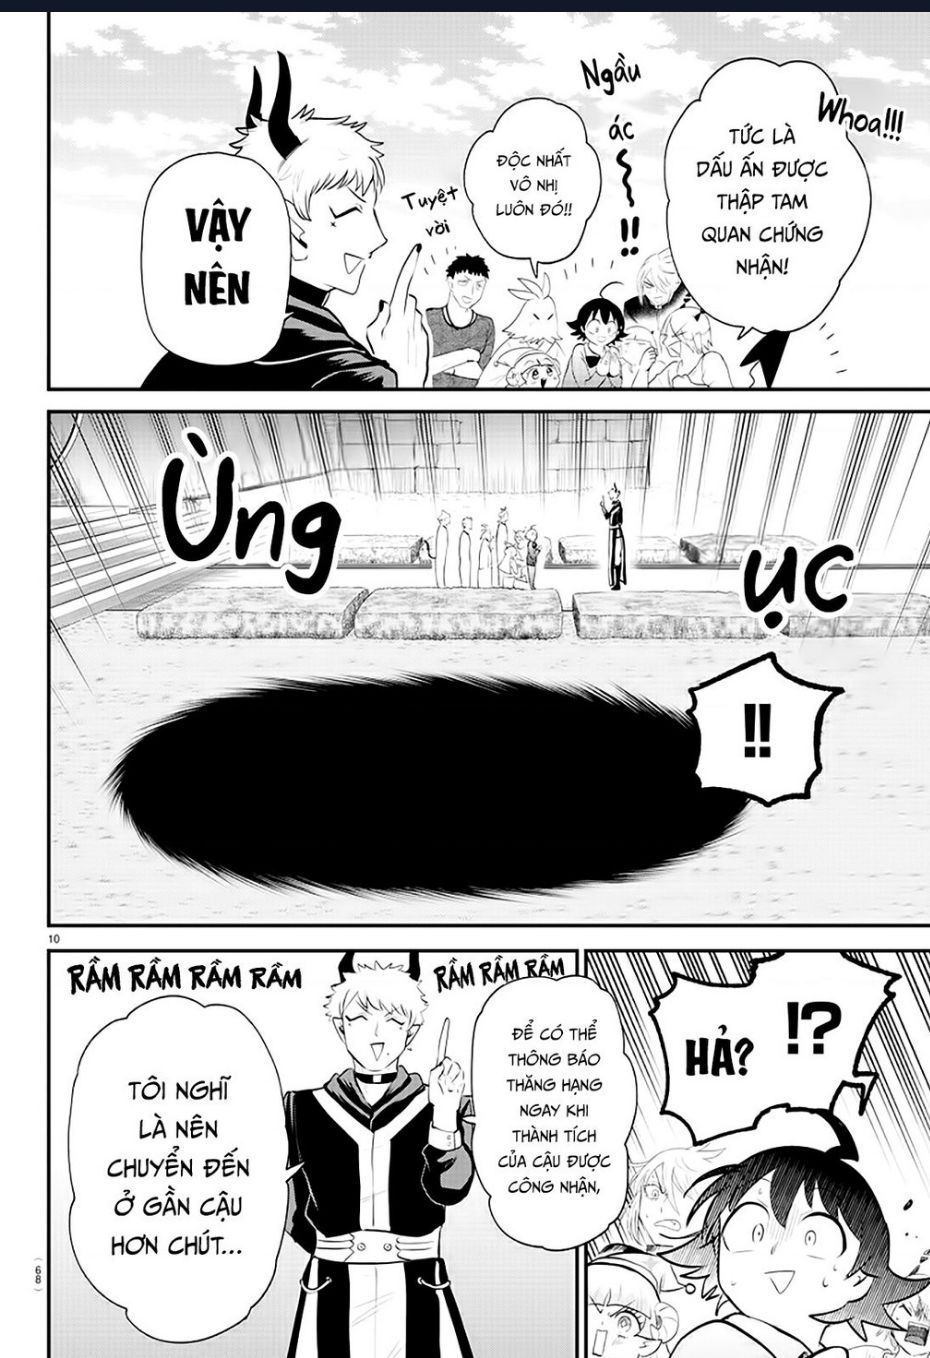 Whoa!!!
TỨC LÀ
DẤU ẤN ĐƯỢC
THẬP TAM
QUAN CHỨNG
NHẬN!
Ngầu
ác
!!
ĐỘC NHẤT
VÔ NHỊ
LUÔN ĐÓ!!
Tuyệt
vời
VẬY
NÊN
Ùng
ục
!!
10
HẢ?
!?
RẦM RẦM RẦM
ĐỂ CÓ THỂ
THÔNG BÁO
THĂNG HẠNG
NGAY KHI
THÀNH TÍCH
CỦA CẬU ĐƯỢC
CÔNG NHẬN,
RẦM RẦM RẦM RẦM
TÔI NGHĨ
LÀ NÊN
CHUYỂN ĐẾN
Ở GẦN CẬU
HƠN CHÚT...
(68)